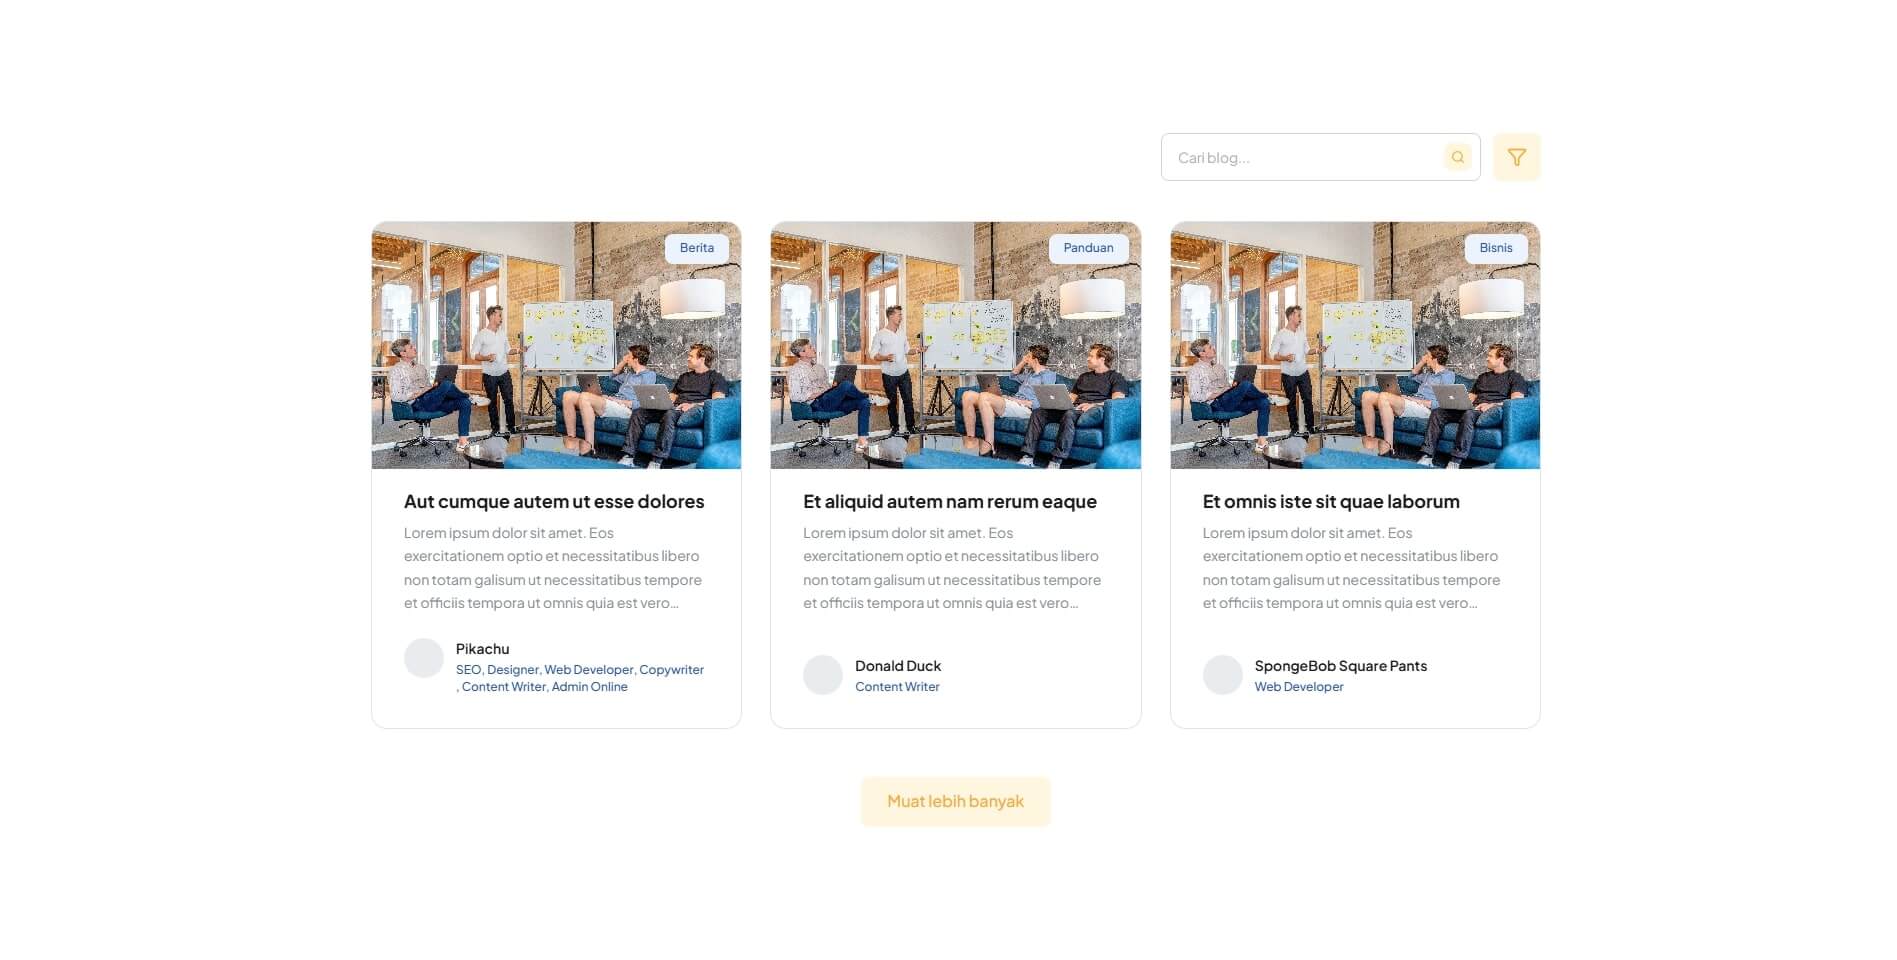 Cari blog...
Berita
Panduan
Bisnis
Aut cumque autem ut esse dolores
Lorem ipsum dolor sit amet. Eos
exercitationem optio et necessitatibus libero
non totam galisum ut necessitatibus tempore
et officiis tempora ut omnis quia est vero...
Pikachu
SEO, Designer, Web Developer, Copywriter
, Content Writer, Admin Online
Et aliquid autem nam rerum eaque
Lorem ipsum dolor sit amet. Eos
exercitationem optio et necessitatibus libero
non totam galisum ut necessitatibus tempore
et officiis tempora ut omnis quia est vero...
Donald Duck
Content Writer
Et omnis iste sit quae laborum
Lorem ipsum dolor sit amet. Eos
exercitationem optio et necessitatibus libero
non totam galisum ut necessitatibus tempore
et officiis tempora ut omnis quia est vero...
SpongeBob Square Pants
Web Developer
Muat lebih banyak